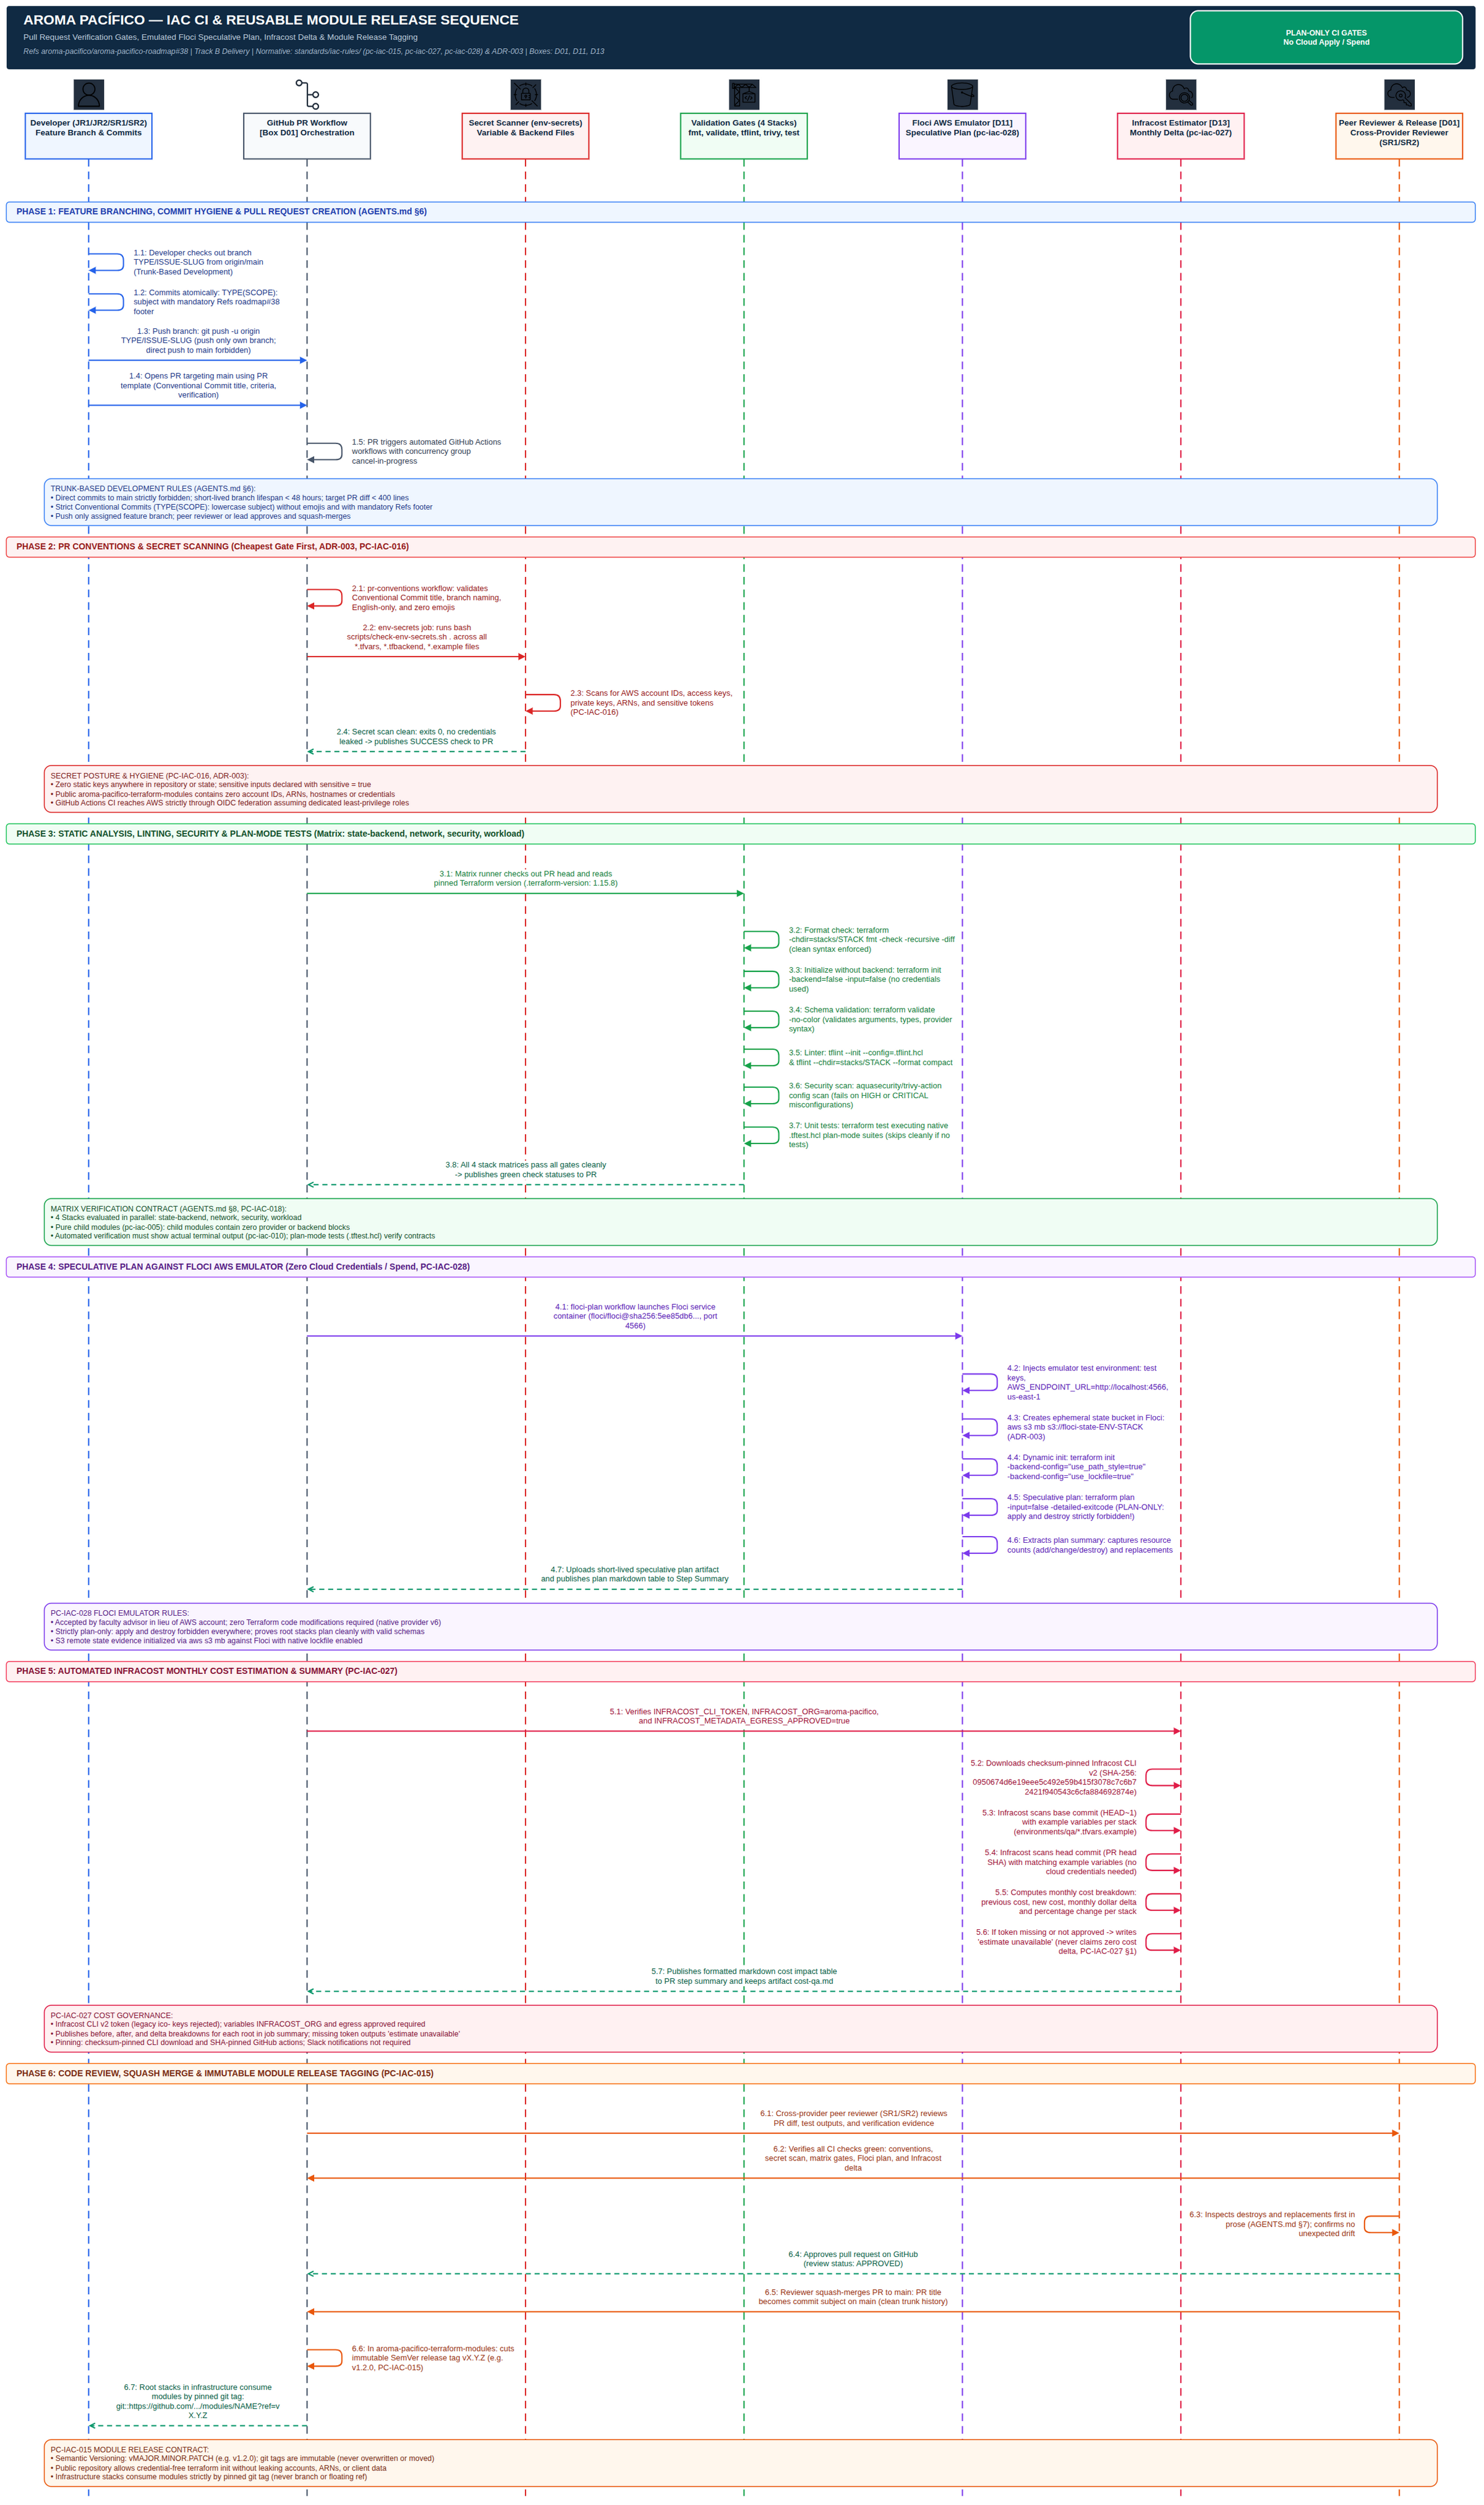 AROMA PACÍFICO — IAC CI & REUSABLE MODULE RELEASE SEQUENCE
Pull Request Verification Gates, Emulated Floci Speculative Plan, Infracost Delta & Module Release Tagging
Refs aroma-pacifico/aroma-pacifico-roadmap#38 | Track B Delivery | Normative: standards/iac-rules/ (pc-iac-015, pc-iac-027, pc-iac-028) & ADR-003 | Boxes: D01, D11, D13
PLAN-ONLY CI GATES
No Cloud Apply / Spend
Developer (JR1/JR2/SR1/SR2)
Feature Branch & Commits
GitHub PR Workflow
[Box D01] Orchestration
Secret Scanner (env-secrets)
Variable & Backend Files
Validation Gates (4 Stacks)
fmt, validate, tflint, trivy, test
Floci AWS Emulator [D11]
Speculative Plan (pc-iac-028)
Infracost Estimator [D13]
Monthly Delta (pc-iac-027)
Peer Reviewer & Release [D01]
Cross-Provider Reviewer
(SR1/SR2)
PHASE 1: FEATURE BRANCHING, COMMIT HYGIENE & PULL REQUEST CREATION (AGENTS.md §6)
1.1: Developer checks out branch
TYPE/ISSUE-SLUG from origin/main
(Trunk-Based Development)
1.2: Commits atomically: TYPE(SCOPE):
subject with mandatory Refs roadmap#38
footer
1.3: Push branch: git push -u origin
TYPE/ISSUE-SLUG (push only own branch;
direct push to main forbidden)
1.4: Opens PR targeting main using PR
template (Conventional Commit title, criteria,
verification)
1.5: PR triggers automated GitHub Actions
workflows with concurrency group
cancel-in-progress
TRUNK-BASED DEVELOPMENT RULES (AGENTS.md §6):
• Direct commits to main strictly forbidden; short-lived branch lifespan < 48 hours; target PR diff < 400 lines
• Strict Conventional Commits (TYPE(SCOPE): lowercase subject) without emojis and with mandatory Refs footer
• Push only assigned feature branch; peer reviewer or lead approves and squash-merges
PHASE 2: PR CONVENTIONS & SECRET SCANNING (Cheapest Gate First, ADR-003, PC-IAC-016)
2.1: pr-conventions workflow: validates
Conventional Commit title, branch naming,
English-only, and zero emojis
2.2: env-secrets job: runs bash
scripts/check-env-secrets.sh . across all
*.tfvars, *.tfbackend, *.example files
2.3: Scans for AWS account IDs, access keys,
private keys, ARNs, and sensitive tokens
(PC-IAC-016)
2.4: Secret scan clean: exits 0, no credentials
leaked -> publishes SUCCESS check to PR
SECRET POSTURE & HYGIENE (PC-IAC-016, ADR-003):
• Zero static keys anywhere in repository or state; sensitive inputs declared with sensitive = true
• Public aroma-pacifico-terraform-modules contains zero account IDs, ARNs, hostnames or credentials
• GitHub Actions CI reaches AWS strictly through OIDC federation assuming dedicated least-privilege roles
PHASE 3: STATIC ANALYSIS, LINTING, SECURITY & PLAN-MODE TESTS (Matrix: state-backend, network, security, workload)
3.1: Matrix runner checks out PR head and reads
pinned Terraform version (.terraform-version: 1.15.8)
3.2: Format check: terraform
-chdir=stacks/STACK fmt -check -recursive -diff
(clean syntax enforced)
3.3: Initialize without backend: terraform init
-backend=false -input=false (no credentials
used)
3.4: Schema validation: terraform validate
-no-color (validates arguments, types, provider
syntax)
3.5: Linter: tflint --init --config=.tflint.hcl
& tflint --chdir=stacks/STACK --format compact
3.6: Security scan: aquasecurity/trivy-action
config scan (fails on HIGH or CRITICAL
misconfigurations)
3.7: Unit tests: terraform test executing native
.tftest.hcl plan-mode suites (skips cleanly if no
tests)
3.8: All 4 stack matrices pass all gates cleanly
-> publishes green check statuses to PR
MATRIX VERIFICATION CONTRACT (AGENTS.md §8, PC-IAC-018):
• 4 Stacks evaluated in parallel: state-backend, network, security, workload
• Pure child modules (pc-iac-005): child modules contain zero provider or backend blocks
• Automated verification must show actual terminal output (pc-iac-010); plan-mode tests (.tftest.hcl) verify contracts
PHASE 4: SPECULATIVE PLAN AGAINST FLOCI AWS EMULATOR (Zero Cloud Credentials / Spend, PC-IAC-028)
4.1: floci-plan workflow launches Floci service
container (floci/floci@sha256:5ee85db6..., port
4566)
4.2: Injects emulator test environment: test
keys,
AWS_ENDPOINT_URL=http://localhost:4566,
us-east-1
4.3: Creates ephemeral state bucket in Floci:
aws s3 mb s3://floci-state-ENV-STACK
(ADR-003)
4.4: Dynamic init: terraform init
-backend-config="use_path_style=true"
-backend-config="use_lockfile=true"
4.5: Speculative plan: terraform plan
-input=false -detailed-exitcode (PLAN-ONLY:
apply and destroy strictly forbidden!)
4.6: Extracts plan summary: captures resource
counts (add/change/destroy) and replacements
4.7: Uploads short-lived speculative plan artifact
and publishes plan markdown table to Step Summary
PC-IAC-028 FLOCI EMULATOR RULES:
• Accepted by faculty advisor in lieu of AWS account; zero Terraform code modifications required (native provider v6)
• Strictly plan-only: apply and destroy forbidden everywhere; proves root stacks plan cleanly with valid schemas
• S3 remote state evidence initialized via aws s3 mb against Floci with native lockfile enabled
PHASE 5: AUTOMATED INFRACOST MONTHLY COST ESTIMATION & SUMMARY (PC-IAC-027)
5.1: Verifies INFRACOST_CLI_TOKEN, INFRACOST_ORG=aroma-pacifico,
and INFRACOST_METADATA_EGRESS_APPROVED=true
5.2: Downloads checksum-pinned Infracost CLI
v2 (SHA-256:
0950674d6e19eee5c492e59b415f3078c7c6b7
2421f940543c6cfa884692874e)
5.3: Infracost scans base commit (HEAD~1)
with example variables per stack
(environments/qa/*.tfvars.example)
5.4: Infracost scans head commit (PR head
SHA) with matching example variables (no
cloud credentials needed)
5.5: Computes monthly cost breakdown:
previous cost, new cost, monthly dollar delta
and percentage change per stack
5.6: If token missing or not approved -> writes
'estimate unavailable' (never claims zero cost
delta, PC-IAC-027 §1)
5.7: Publishes formatted markdown cost impact table
to PR step summary and keeps artifact cost-qa.md
PC-IAC-027 COST GOVERNANCE:
• Infracost CLI v2 token (legacy ico- keys rejected); variables INFRACOST_ORG and egress approved required
• Publishes before, after, and delta breakdowns for each root in job summary; missing token outputs 'estimate unavailable'
• Pinning: checksum-pinned CLI download and SHA-pinned GitHub actions; Slack notifications not required
PHASE 6: CODE REVIEW, SQUASH MERGE & IMMUTABLE MODULE RELEASE TAGGING (PC-IAC-015)
6.1: Cross-provider peer reviewer (SR1/SR2) reviews
PR diff, test outputs, and verification evidence
6.2: Verifies all CI checks green: conventions,
secret scan, matrix gates, Floci plan, and Infracost
delta
6.3: Inspects destroys and replacements first in
prose (AGENTS.md §7); confirms no
unexpected drift
6.4: Approves pull request on GitHub
(review status: APPROVED)
6.5: Reviewer squash-merges PR to main: PR title
becomes commit subject on main (clean trunk history)
6.6: In aroma-pacifico-terraform-modules: cuts
immutable SemVer release tag vX.Y.Z (e.g.
v1.2.0, PC-IAC-015)
6.7: Root stacks in infrastructure consume
modules by pinned git tag:
git::https://github.com/.../modules/NAME?ref=v
X.Y.Z
PC-IAC-015 MODULE RELEASE CONTRACT:
• Semantic Versioning: vMAJOR.MINOR.PATCH (e.g. v1.2.0); git tags are immutable (never overwritten or moved)
• Public repository allows credential-free terraform init without leaking accounts, ARNs, or client data
• Infrastructure stacks consume modules strictly by pinned git tag (never branch or floating ref)